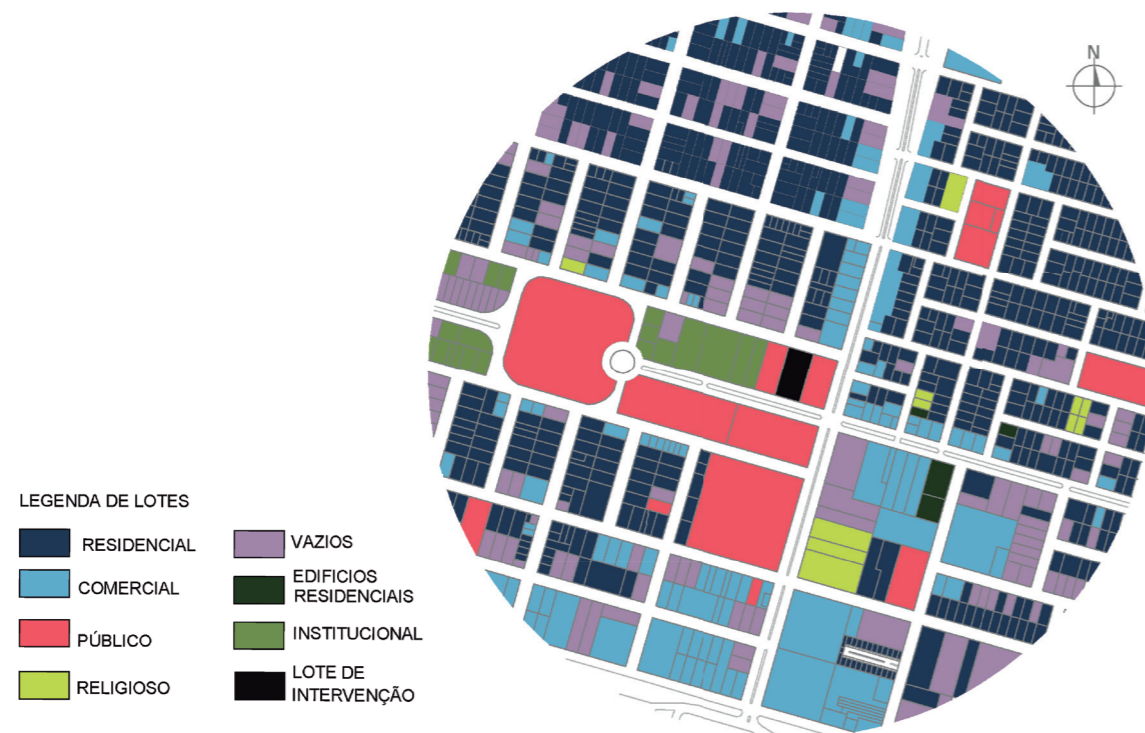 N
LEGENDA DE LOTES
RESIDENCIAL
COMERCIAL
PÚBLICO
RELIGIOSO
VAZIOS
EDIFICIOS
RESIDENCIAIS
INSTITUCIONAL
LOTE DE
INTERVENÇÃO